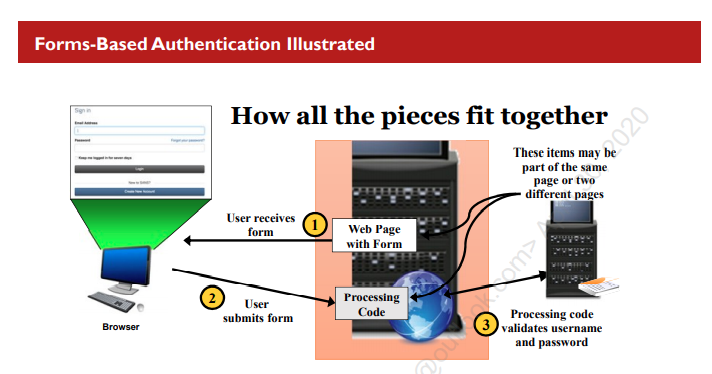 Forms-Based Authentication Illustrated
How all the pieces fit together
Sign in
Email Address
Password
Forgot your password?
Keep me logged in for seven days
Login
New to SANS?
Create New Account
These items may be
part of the same
page or two
different pages
User receives
form
1
Web Page
with Form
2
User
submits form
Processing
Code
3
Processing code
validates username
and password
Browser
@outlook.com>
2020